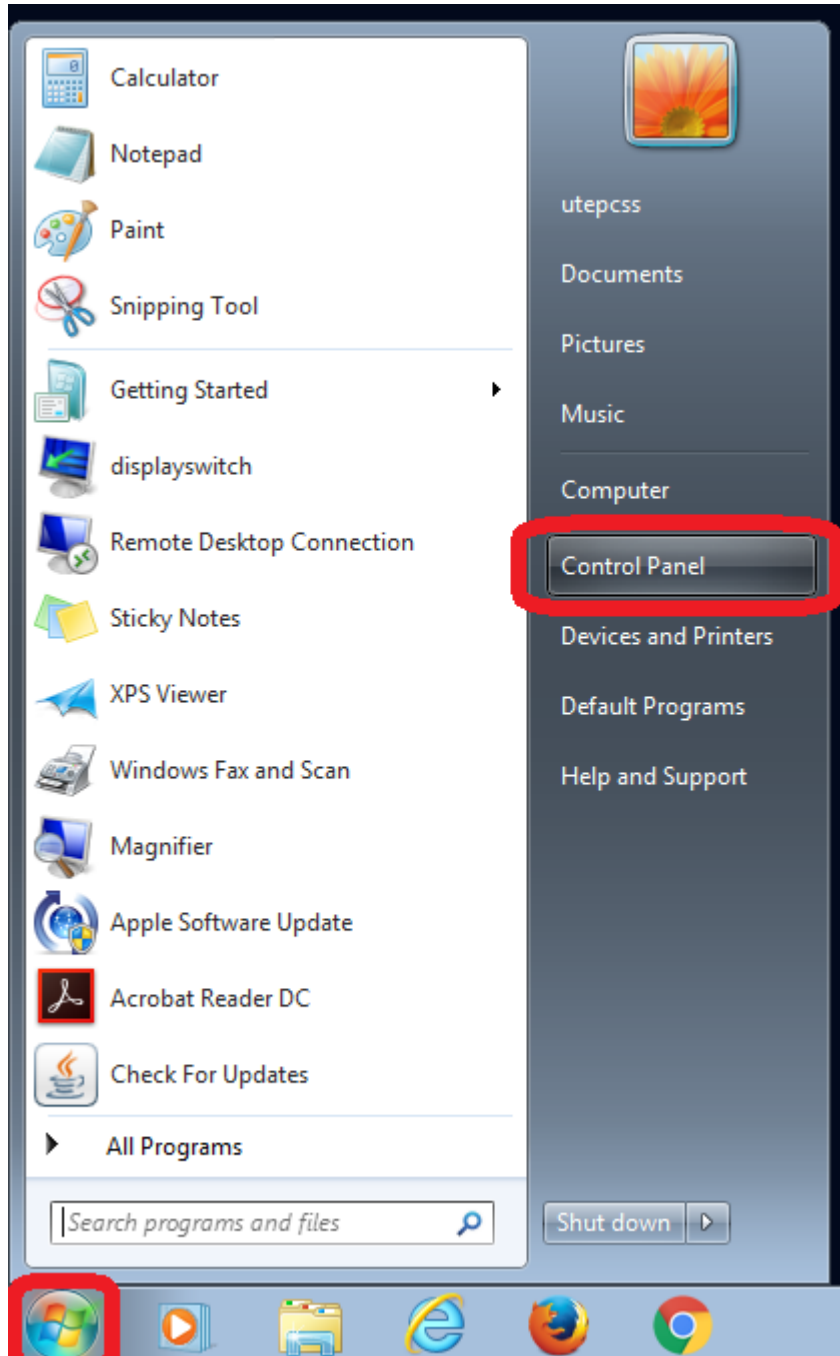 Calculator
Notepad
Paint
Snipping Tool
Getting Started
displayswitch
Remote Desktop Connection
Sticky Notes
XPS Viewer
Windows Fax and Scan
Magnifier
Apple Software Update
Acrobat Reader DC
Check For Updates
All Programs
Search programs and files
utepcss
Documents
Pictures
Music
Computer
Control Panel
Devices and Printers
Default Programs
Help and Support
Shut down